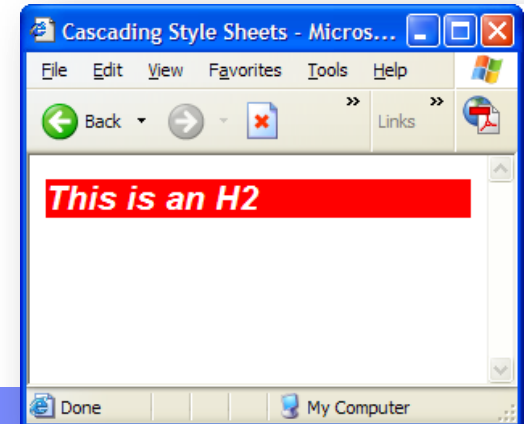 Cascading Style Sheets - Micros...
File Edit View Favorites Tools Help
Back » Links »
This is an H2
Done My Computer